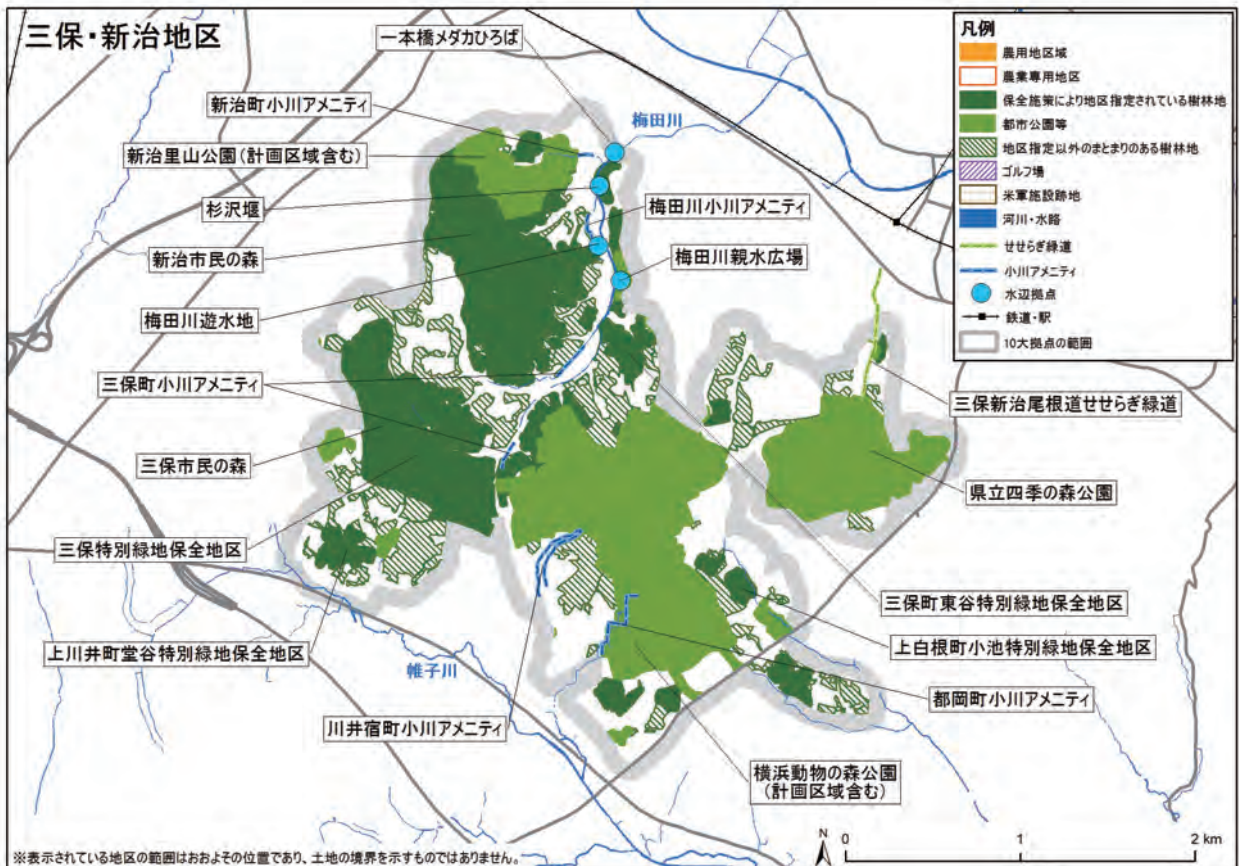 三保・新治地区
一本橋メダカひろば
新治町小川アメニティ
梅田川
新治里山公園(計画区域含む)
杉沢堰
梅田川小川アメニティ
新治市民の森
梅田川親水広場
梅田川遊水地
三保町小川アメニティ
三保新治尾根道せせらぎ緑道
三保市民の森
県立四季の森公園
三保特別緑地保全地区
三保町東谷特別緑地保全地区
上川井町堂谷特別緑地保全地区
上白根町小池特別緑地保全地区
帷子川
都岡町小川アメニティ
川井宿町小川アメニティ
横浜動物の森公園
(計画区域含む)
凡例
農用地区域
農業専用地区
保全施策により地区指定されている樹林地
都市公園等
地区指定以外のまとまりのある樹林地
ゴルフ場
米軍施設跡地
河川・水路
せせらぎ緑道
小川アメニティ
水辺拠点
鉄道・駅
10大拠点の範囲
N 0 1 2 km
※表示されている地区の範囲はおおよその位置であり、土地の境界を示すものではありません。